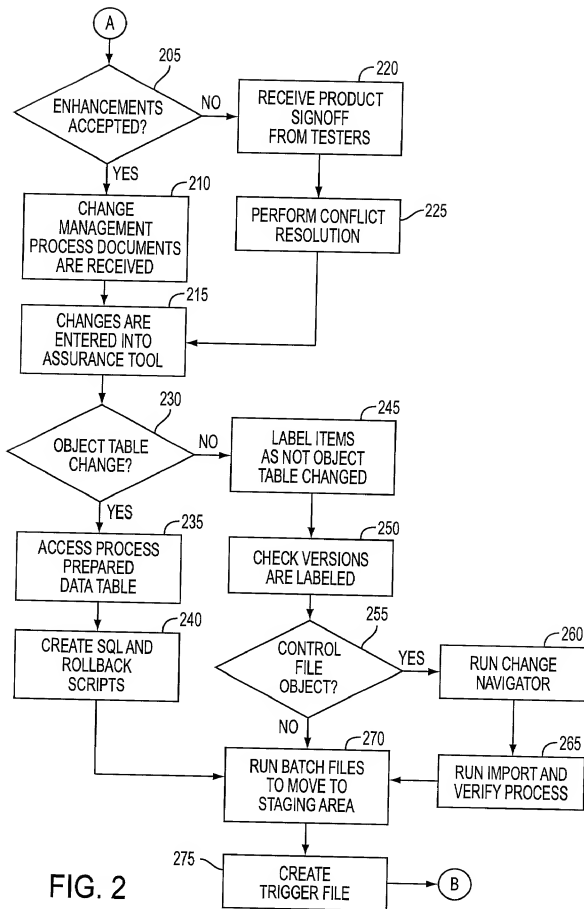 A
205
ENHANCEMENTS
ACCEPTED?
NO
YES
220
RECEIVE PRODUCT
SIGNOFF
FROM TESTERS
210
CHANGE
MANAGEMENT
PROCESS DOCUMENTS
ARE RECEIVED
225
PERFORM CONFLICT
RESOLUTION
215
CHANGES ARE
ENTERED INTO
ASSURANCE TOOL
230
OBJECT TABLE
CHANGE?
NO
YES
245
LABEL ITEMS
AS NOT OBJECT
TABLE CHANGED
235
ACCESS PROCESS
PREPARED
DATA TABLE
250
CHECK VERSIONS
ARE LABELED
240
CREATE SQL AND
ROLLBACK
SCRIPTS
255
CONTROL
FILE
OBJECT?
YES
NO
260
RUN CHANGE
NAVIGATOR
265
RUN IMPORT AND
VERIFY PROCESS
270
RUN BATCH FILES
TO MOVE TO
STAGING AREA
275
CREATE
TRIGGER FILE
B
FIG. 2